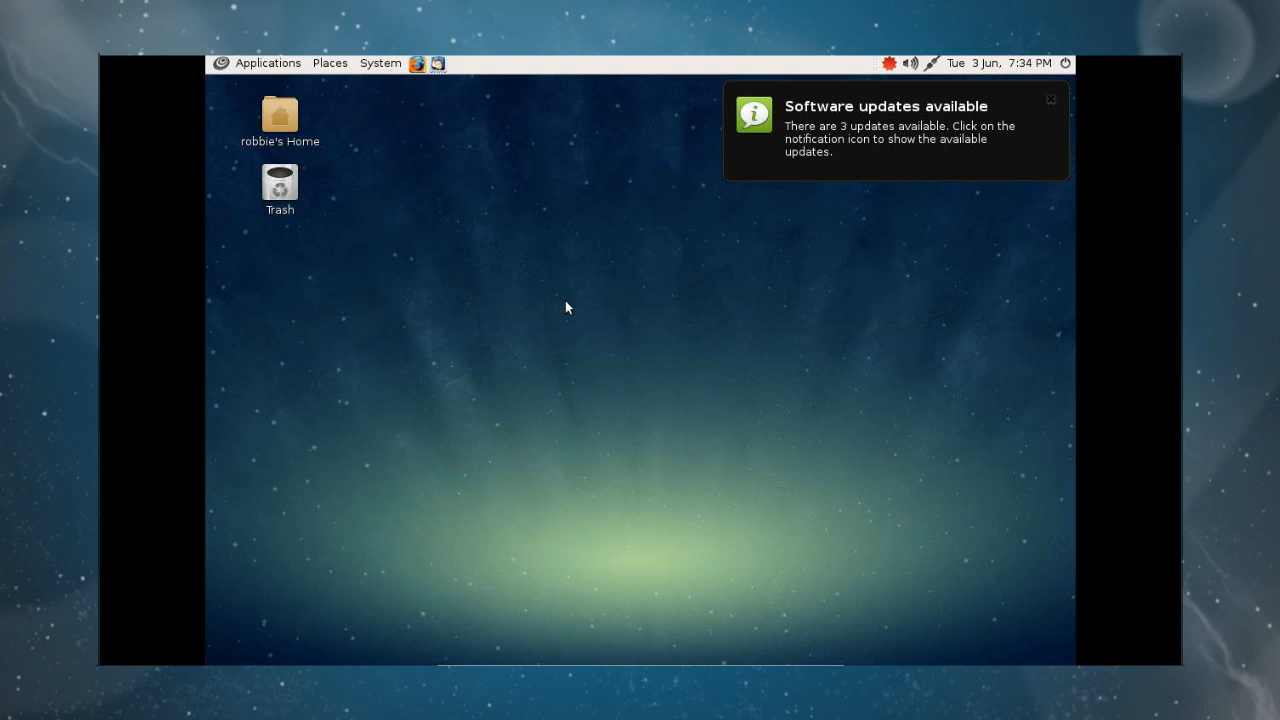 Applications Places System Tue 3 Jun, 7:34 PM
robbie's Home
Trash
Software updates available
There are 3 updates available. Click on the
notification icon to show the available
updates.